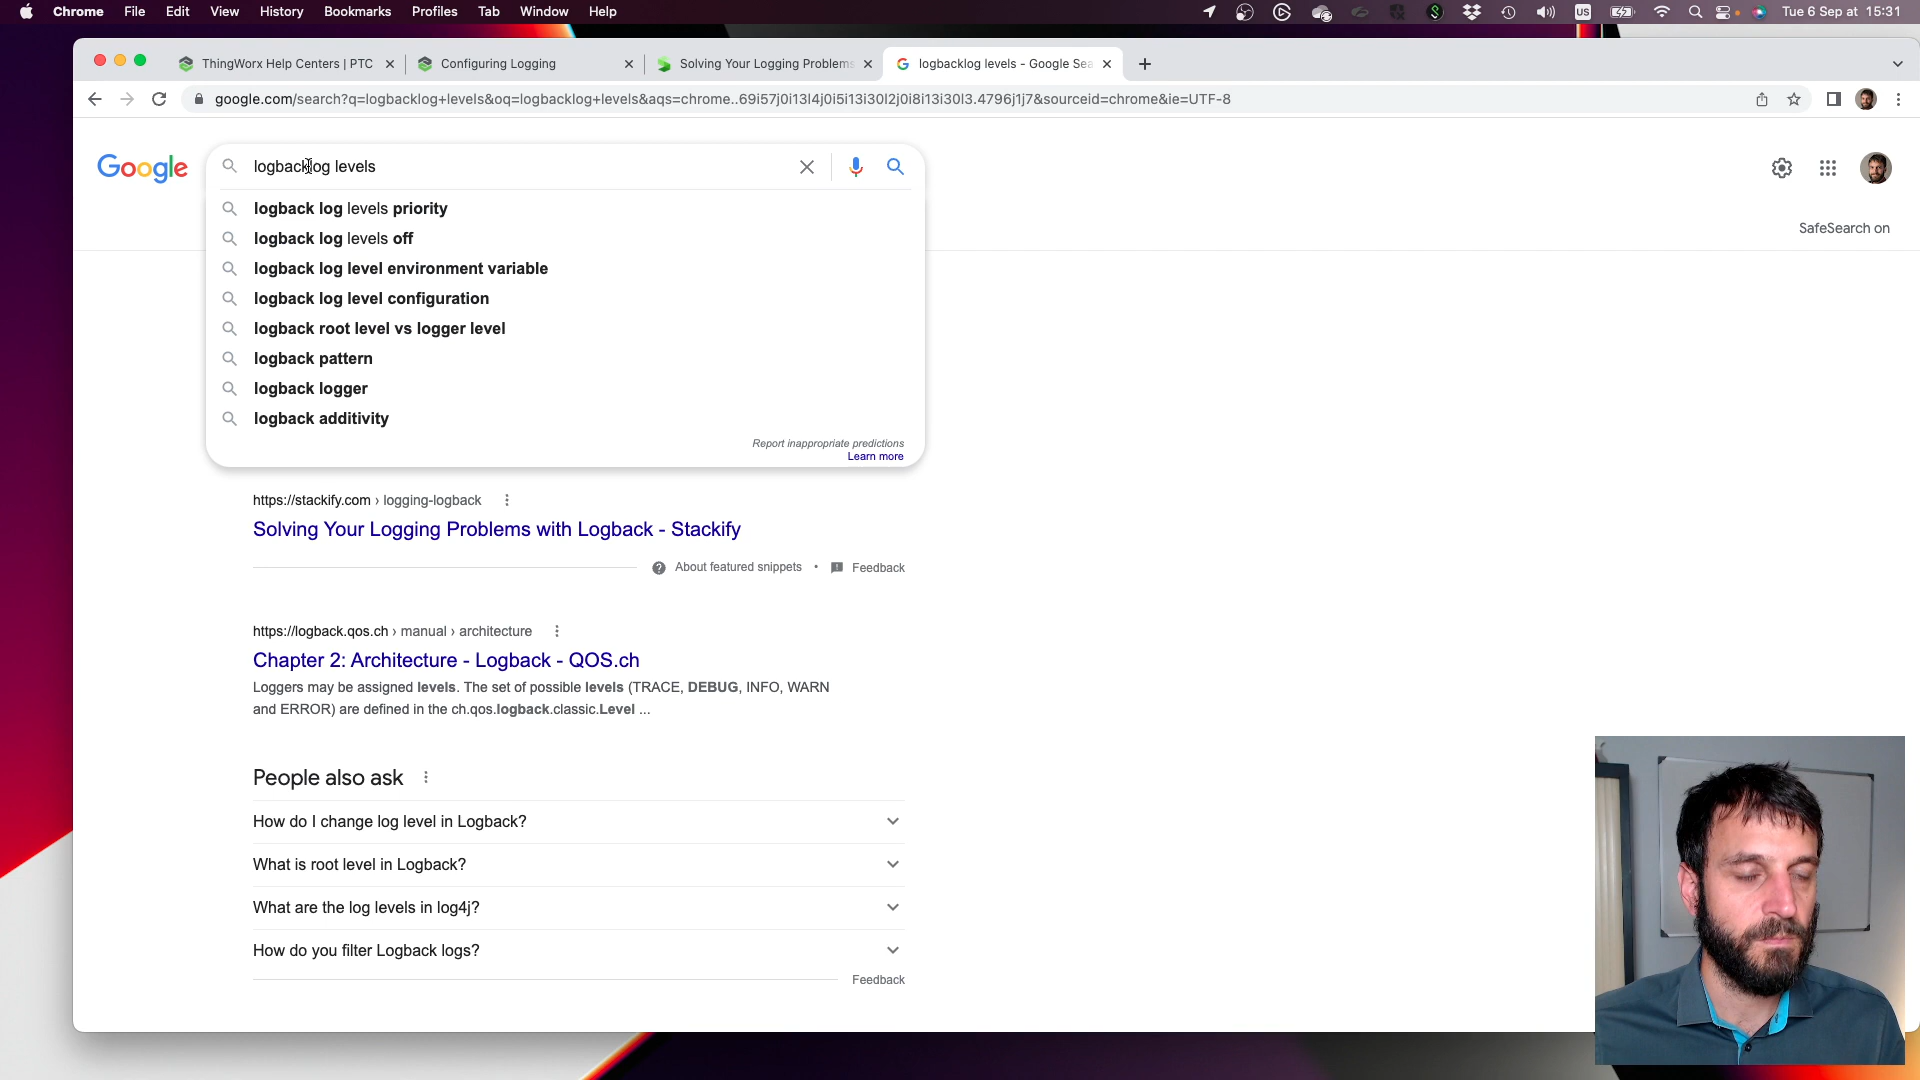 Chrome File Edit View History Bookmarks Profiles Tab Window Help US Tue 6 Sep at 15:31
ThingWorx Help Centers | PTC Configuring Logging Solving Your Logging Problems logbacklog levels - Google Sea
google.com/search?q=logbacklog+levels&oq=logbacklog+levels&aqs=chrome..69i57j0i13l4j0i5i13i30l2j0i8i13i30l3.4796j1j7&sourceid=chrome&ie=UTF-8
Google
logbacklog levels
logback log levels priority
logback log levels off
logback log level environment variable
logback log level configuration
logback root level vs logger level
logback pattern
logback logger
logback additivity
Report inappropriate predictions
Learn more
SafeSearch on
https://stackify.com › logging-logback
Solving Your Logging Problems with Logback - Stackify
About featured snippets • Feedback
https://logback.qos.ch › manual › architecture
Chapter 2: Architecture - Logback - QOS.ch
Loggers may be assigned levels. The set of possible levels (TRACE, DEBUG, INFO, WARN
and ERROR) are defined in the ch.qos.logback.classic.Level ...
People also ask
How do I change log level in Logback?
What is root level in Logback?
What are the log levels in log4j?
How do you filter Logback logs?
Feedback